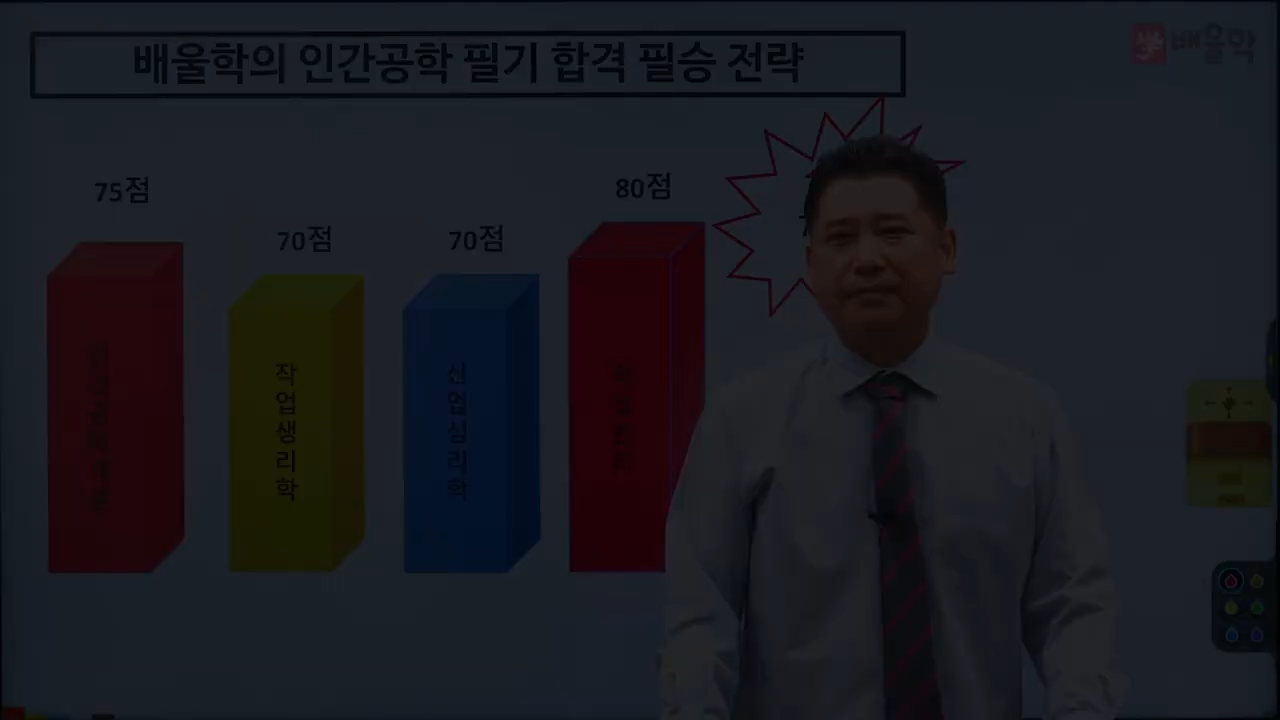 배울학의 인간공학 필기 합격 필승 전략
배울학
75점
70점
70점
80점
작업생리학
산업심리학